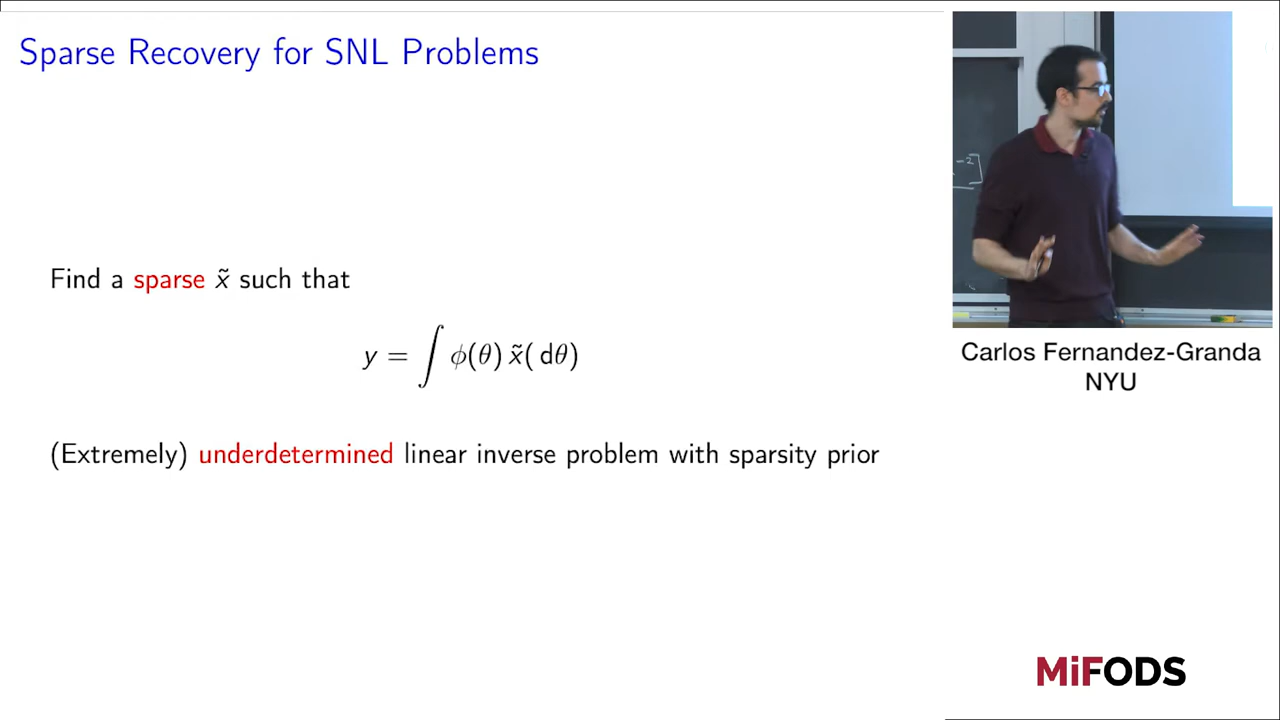 Sparse Recovery for SNL Problems
Find a sparse x̃ such that
y = ∫ ϕ(θ) x̃( dθ)
(Extremely) underdetermined linear inverse problem with sparsity prior
-2]
Carlos Fernandez-Granda
NYU
MiFODS